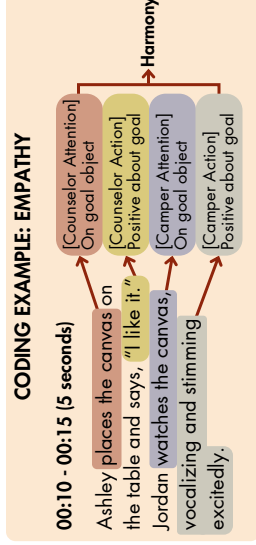 CODING EXAMPLE: EMPATHY
00:10 - 00:15 (5 seconds)
Ashley places the canvas on
the table and says, “I like it.”
Jordan watches the canvas,
vocalizing and stimming
excitedly.
[Counselor Attention]
On goal object
[Counselor Action]
Positive about goal
[Camper Attention]
On goal object
[Camper Action]
Positive about goal
Harmony